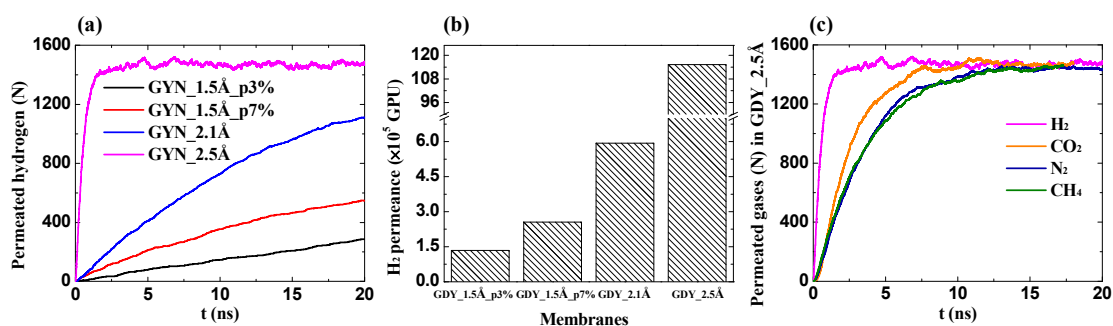 (a)
Permeated hydrogen (N)
1600
1200
800
400
0
GYN_1.5Å_p3%
GYN_1.5Å_p7%
GYN_2.1Å
GYN_2.5Å
0 5 10 15 20
t (ns)
(b)
H₂ permeance (×10⁵ GPU)
120
108
96
6.0
4.5
3.0
1.5
0.0
GDY_1.5Å_p3% GDY_1.5Å_p7% GDY_2.1Å GDY_2.5Å
Membranes
(c)
Permeated gases (N) in GDY_2.5Å
1600
1200
800
400
0
H₂
CO₂
N₂
CH₄
0 5 10 15 20
t (ns)